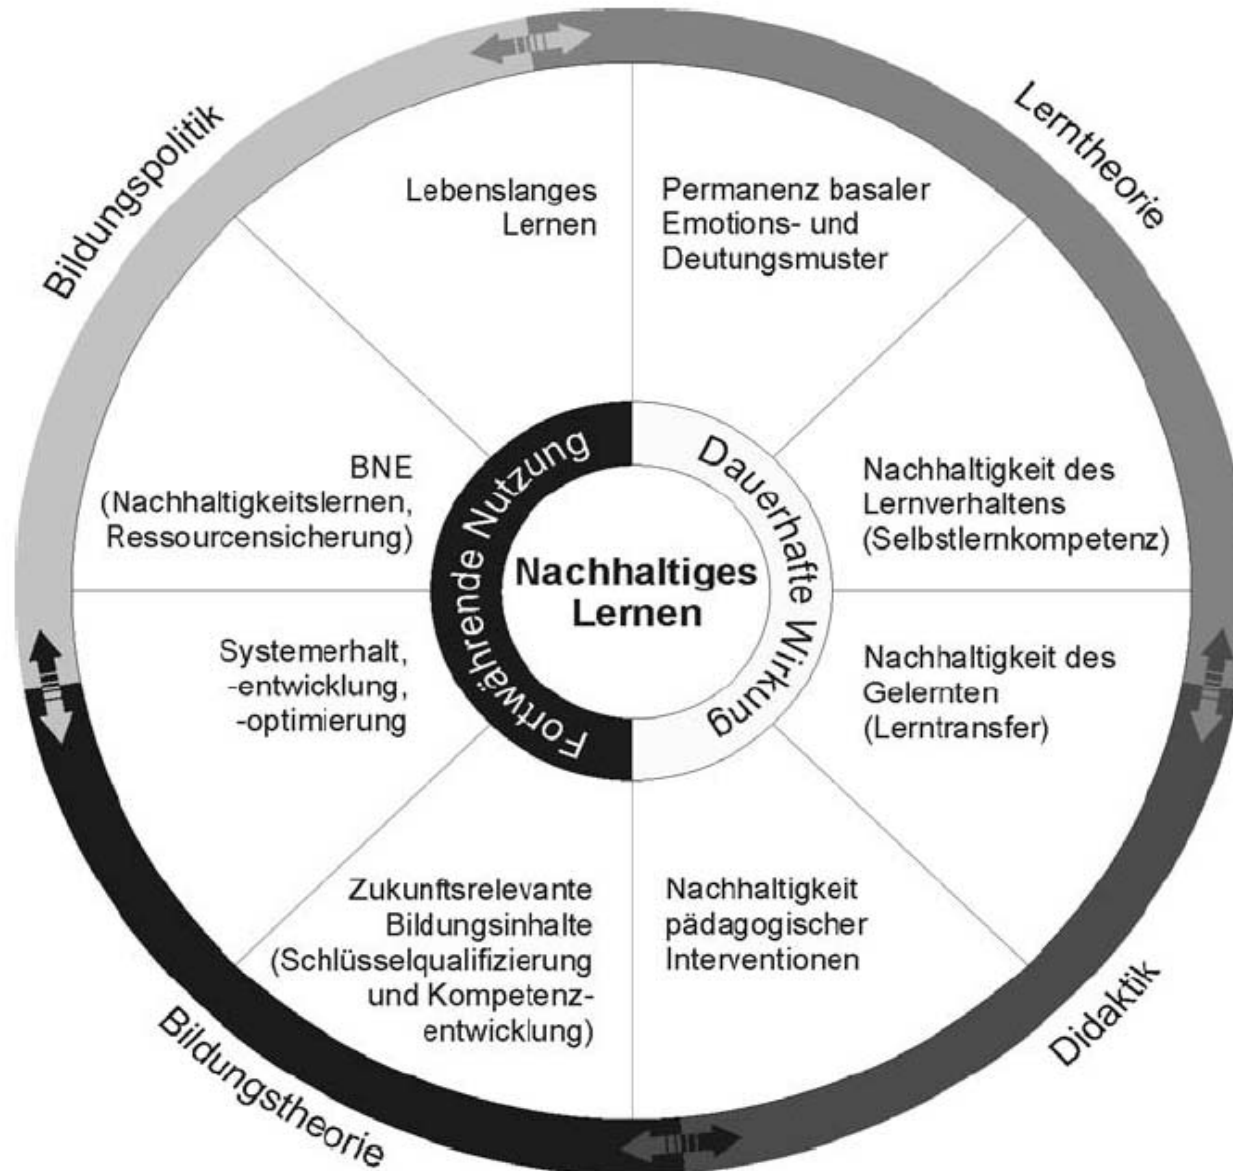 Bildungspolitik
Lerntheorie
Lebenslanges
Lernen
Permanenz basaler
Emotions- und
Deutungsmuster
BNE
(Nachhaltigkeitslernen,
Ressourcensicherung)
Nachhaltigkeit des
Lernverhaltens
(Selbstlernkompetenz)
Fortwährende Nutzung
Dauerhafte Wirkung
Nachhaltiges
Lernen
Systemerhalt,
-entwicklung,
-optimierung
Nachhaltigkeit des
Gelernten
(Lerntransfer)
Zukunftsrelevante
Bildungsinhalte
(Schlüsselqualifizierung
und Kompetenz-
entwicklung)
Nachhaltigkeit
pädagogischer
Interventionen
Bildungstheorie
Didaktik